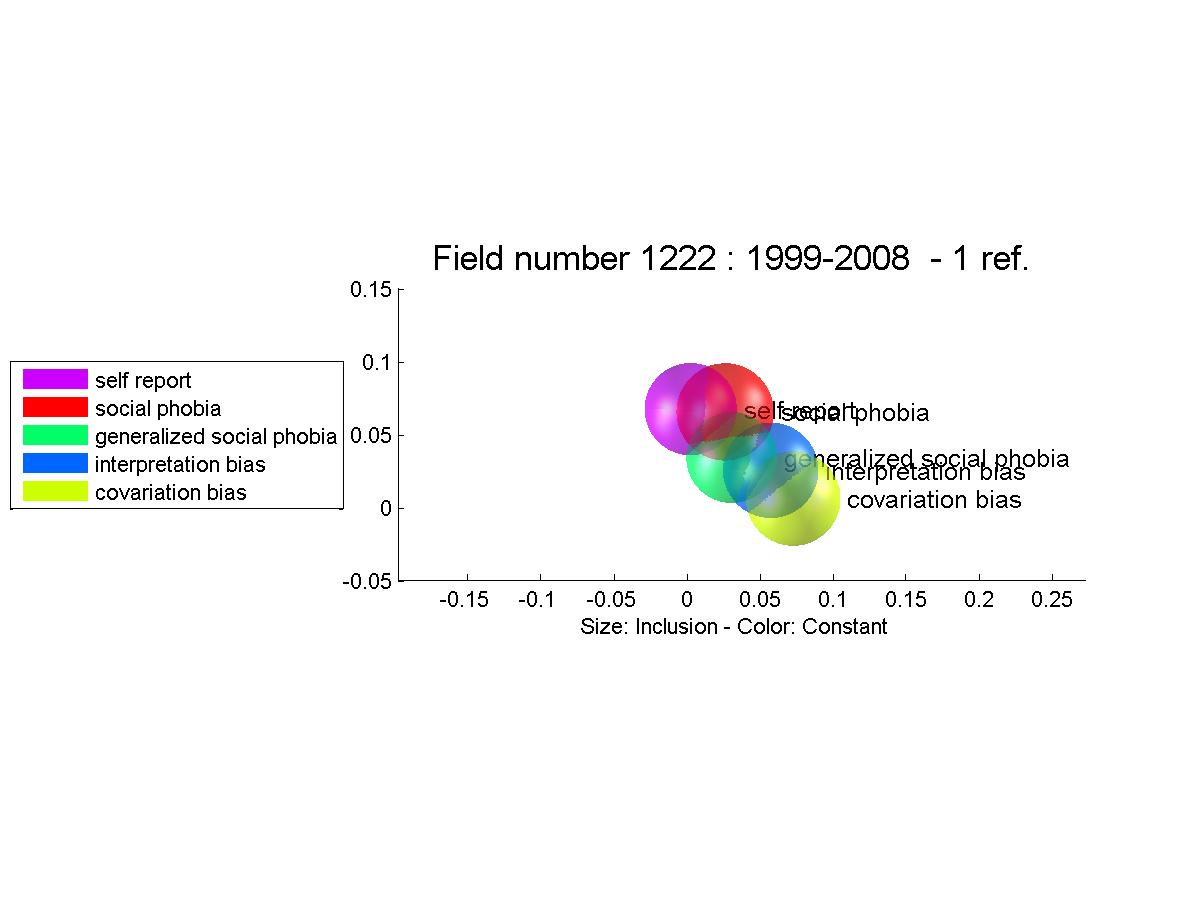 Field number 1222 : 1999-2008  - 1 ref.
0.15
0.1
0.05
0
-0.05
self report
social phobia
generalized social phobia
interpretation bias
covariation bias
self report
social phobia
generalized social phobia
interpretation bias
covariation bias
-0.15 -0.1 -0.05 0 0.05 0.1 0.15 0.2 0.25
Size: Inclusion - Color: Constant